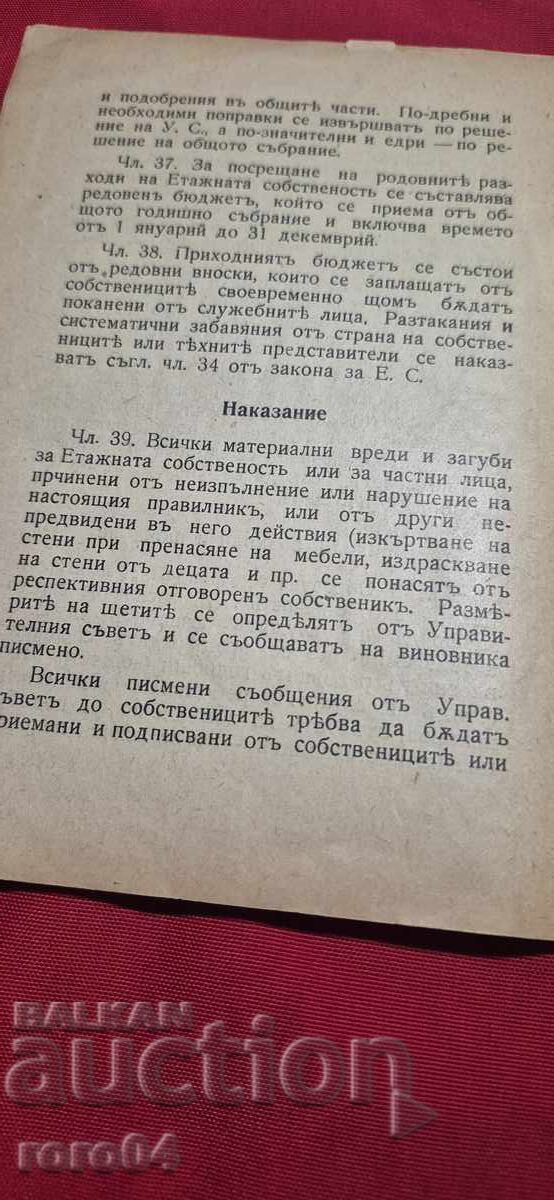 и подобрения въ общитѣ части. По-дребни и
необходими поправки се извършватъ по реше-
ние на У. С., а по-значителни и едри — по ре-
шение на общото събрание.
Чл. 37. За посрещане на родовнитѣ раз-
ходи на Етажната собственость се съставлява
редовенъ бюджетъ, който се приема отъ об-
щото годишно събрание и включва времето
отъ 1 януарий до 31 декемврий.
Чл. 38. Приходниятъ бюджетъ се състои
отъ редовни вноски, които се заплащатъ отъ
собственицитѣ своевременно щомъ бѫдатъ
поканени отъ служебнитѣ лица. Разтакания и
систематични забавяния отъ страна на собстве-
ницитѣ или тѣхнитѣ представители се наказ-
ватъ съгл. чл. 34 отъ закона за Е. С.
Наказание
Чл. 39. Всички материални вреди и загуби
за Етажната собственость или за частни лица,
прчинени отъ неизпълнение или нарушение на
настоящия правилникъ, или отъ други не-
предвидени въ него действия (изкъртване на
стени при пренасяне на мебели, издраскване
на стени отъ децата и пр. се понасятъ отъ
респективния отговоренъ собственикъ. Размѣ-
ритѣ на щетитѣ се опредѣлятъ отъ Управи-
телния съветъ и се съобщаватъ на виновника
писмено.
Всички писмени съобщения отъ Управ.
съветъ до собственицитѣ трѣбва да бѫдатъ
приемани и подписвани отъ собственицитѣ или
BALKAN
auction
roro04